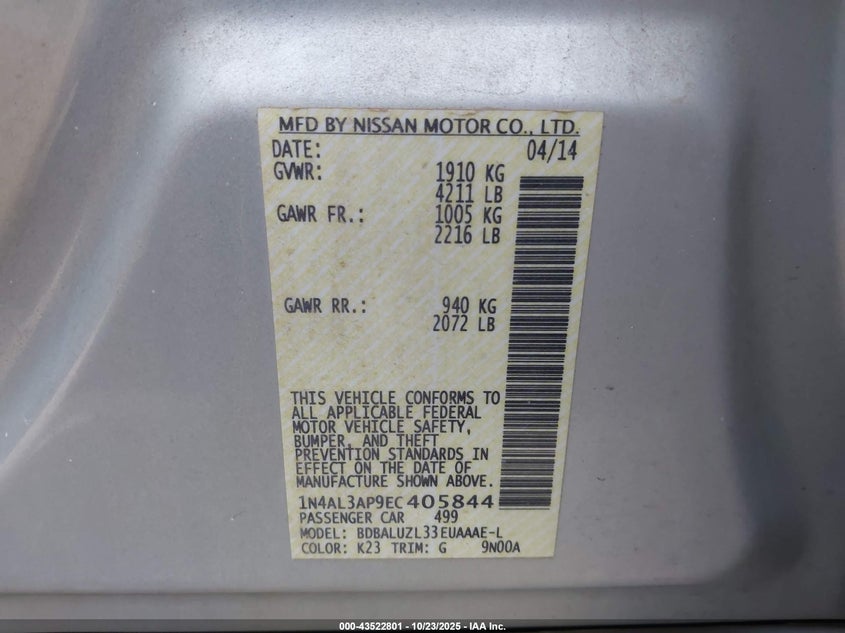 MFD BY NISSAN MOTOR CO., LTD.
DATE: 04/14
GVWR: 1910 KG
4211 LB
GAWR FR.: 1005 KG
2216 LB
GAWR RR.: 940 KG
2072 LB
THIS VEHICLE CONFORMS TO
ALL APPLICABLE FEDERAL
MOTOR VEHICLE SAFETY,
BUMPER, AND THEFT
PREVENTION STANDARDS IN
EFFECT ON THE DATE OF
MANUFACTURE SHOWN ABOVE.
1N4AL3AP9EC405844
PASSENGER CAR 499
MODEL: BDBALUZL33EUAAAE-L
COLOR: K23 TRIM: G 9N00A
000-43522801 - 10/23/2025 - IAA Inc.